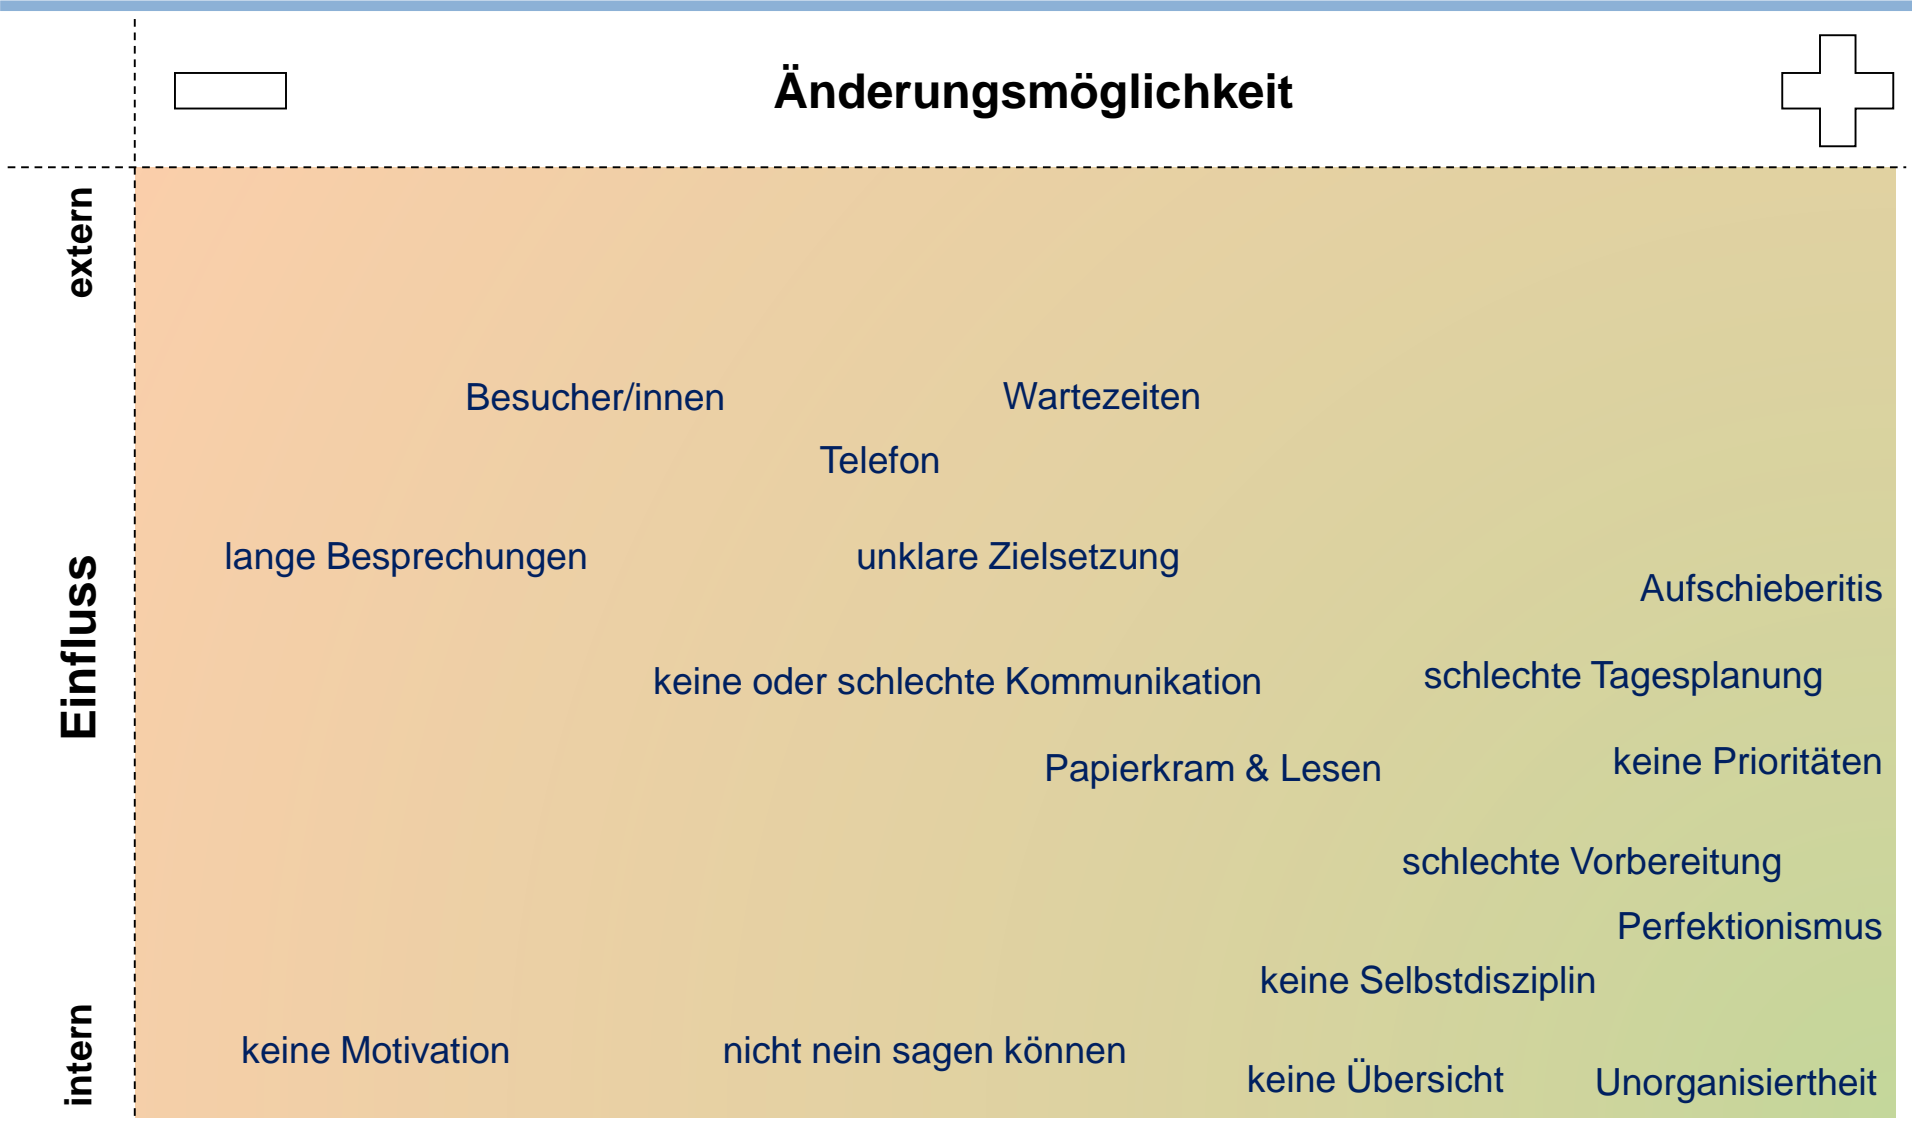 Änderungsmöglichkeit
extern
Einfluss
intern
Besucher/innen
Wartezeiten
Telefon
lange Besprechungen
unklare Zielsetzung
Aufschieberitis
keine oder schlechte Kommunikation
schlechte Tagesplanung
Papierkram & Lesen
keine Prioritäten
schlechte Vorbereitung
Perfektionismus
keine Selbstdisziplin
keine Motivation
nicht nein sagen können
keine Übersicht
Unorganisiertheit